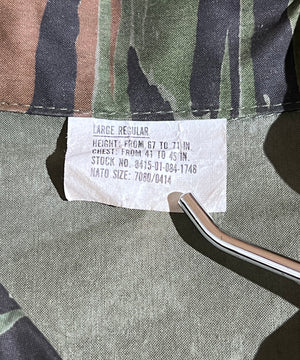 LARGE REGULAR
HEIGHT: FROM 67 TO 71 IN
CHEST: FROM 41 TO 45 IN.
STOCK NO. 8415-01-084-1748
NATO SIZE: 7080/0414